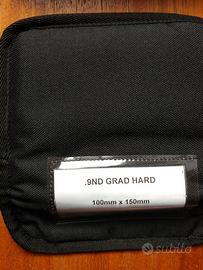 .9ND GRAD HARD
100mm x 150mm
subito